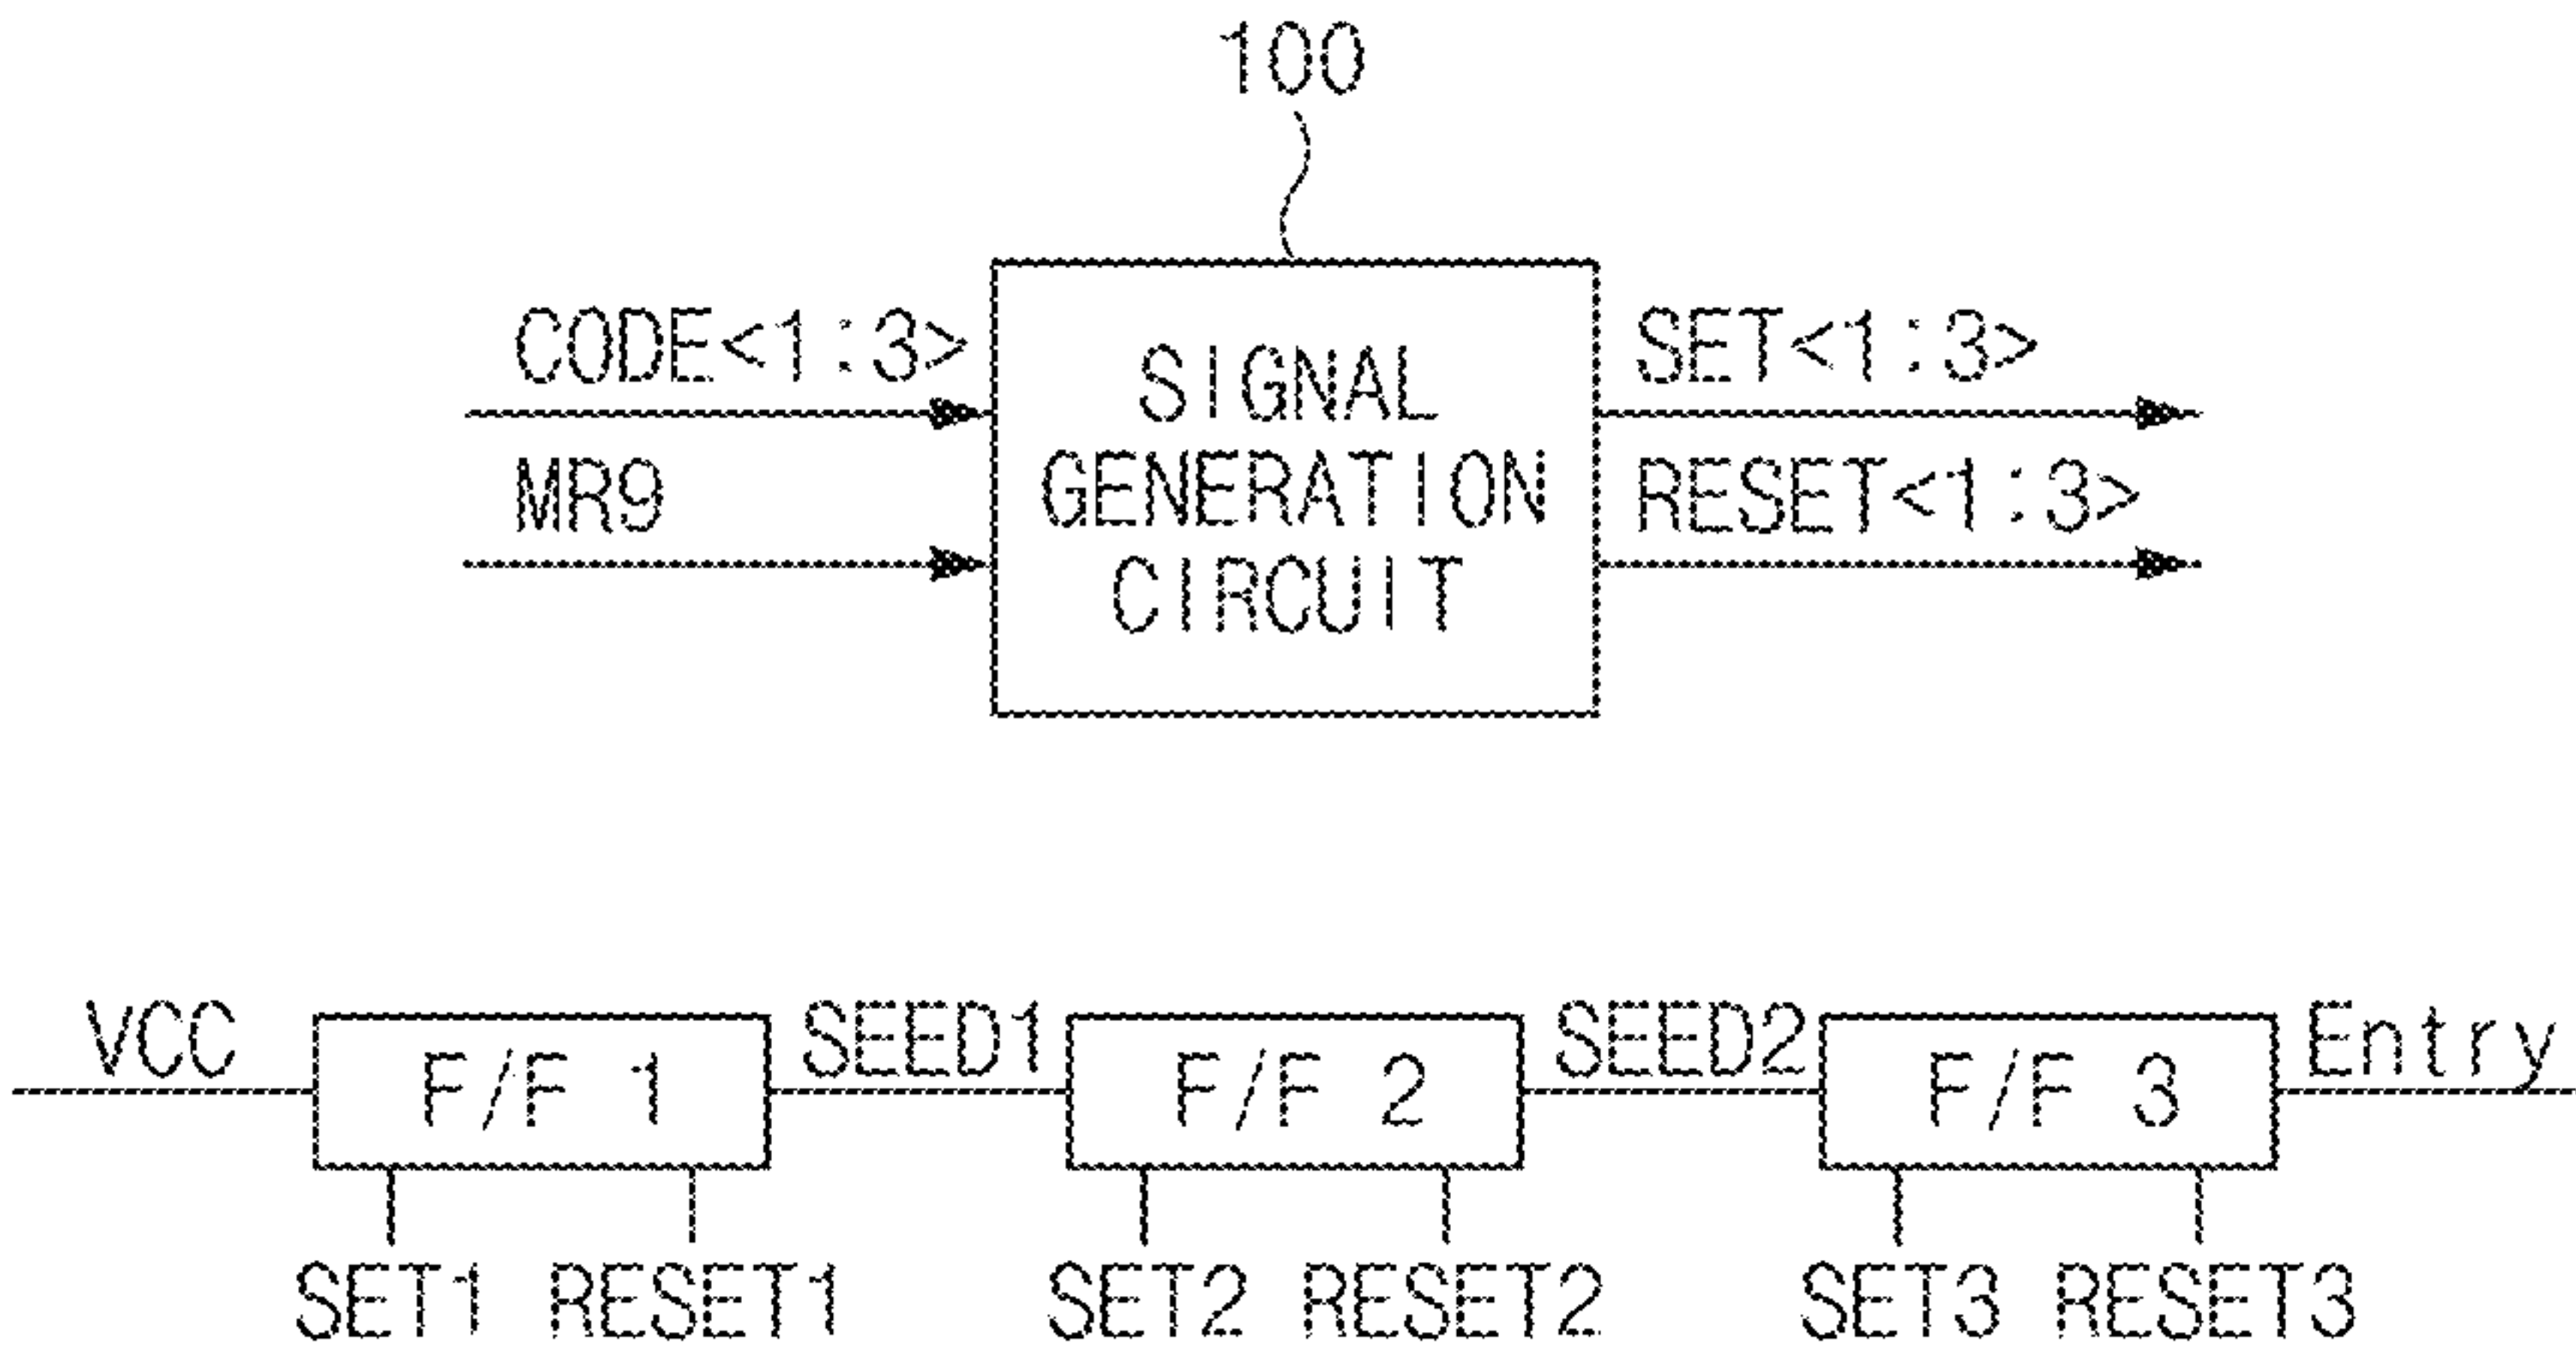 100
CODE<1:3>
MR9
SIGNAL
GENERATION
CIRCUIT
SET<1:3>
RESET<1:3>
VCC
F/F 1
SEED1
F/F 2
SEED2
F/F 3
Entry
SET1 RESET1
SET2 RESET2
SET3 RESET3